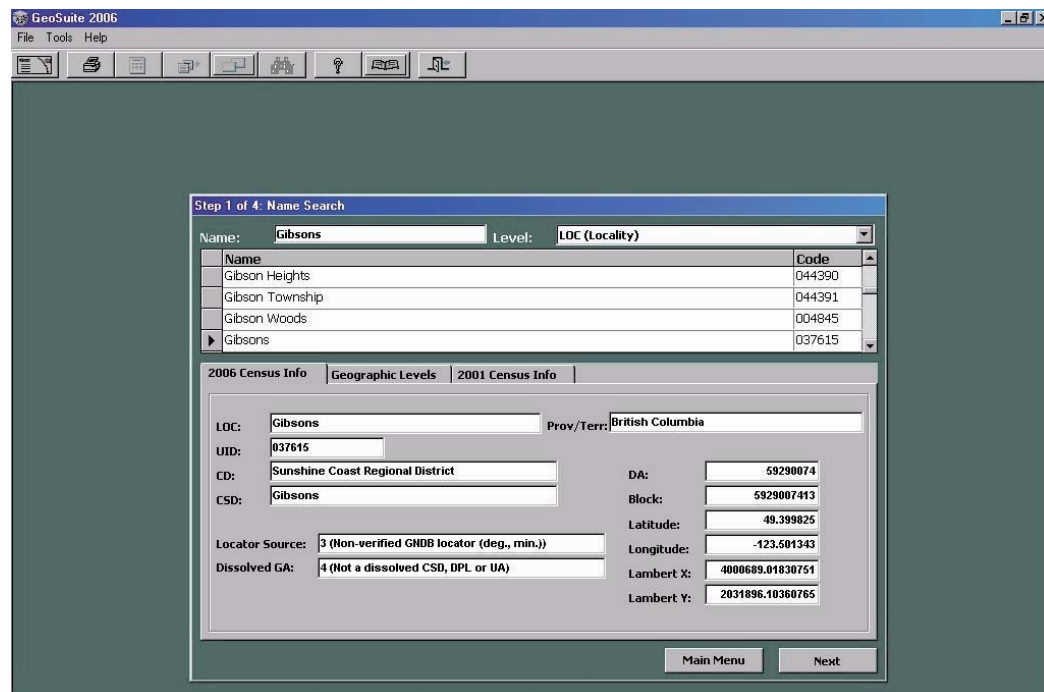 GeoSuite 2006
File Tools Help
Step 1 of 4: Name Search
Name: Gibsons Level: LOC (Locality)
Name Code
Gibson Heights 044390
Gibson Township 044391
Gibson Woods 004845
Gibsons 037615
2006 Census Info Geographic Levels 2001 Census Info
LOC: Gibsons Prov/Terr: British Columbia
UID: 037615
CD: Sunshine Coast Regional District DA: 59290074
CSD: Gibsons Block: 5929007413
Latitude: 49.399825
Locator Source: 3 (Non-verified GNDB locator (deg., min.)) Longitude: -123.501343
Dissolved GA: 4 (Not a dissolved CSD, DPL or UA) Lambert X: 4000689.01830751
Lambert Y: 2031896.10360765
Main Menu Next